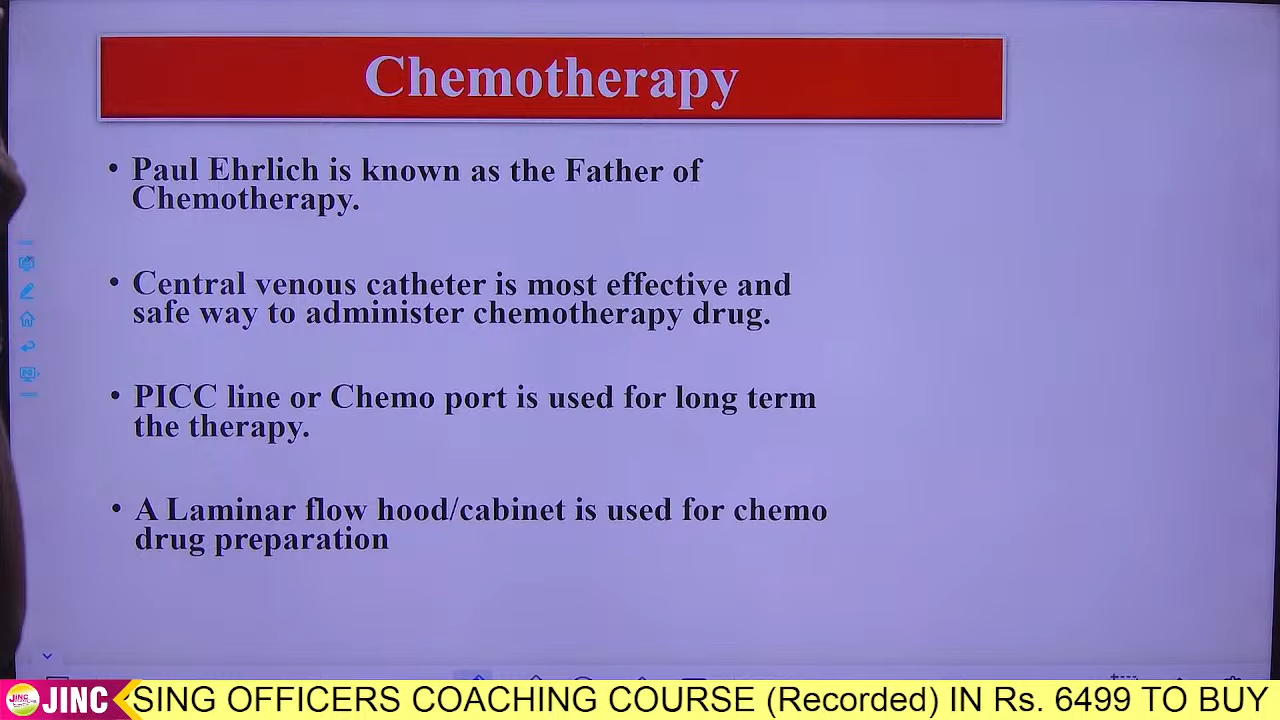 Chemotherapy
• Paul Ehrlich is known as the Father of
Chemotherapy.
• Central venous catheter is most effective and
safe way to administer chemotherapy drug.
• PICC line or Chemo port is used for long term
the therapy.
• A Laminar flow hood/cabinet is used for chemo
drug preparation
JINC
SING OFFICERS COACHING COURSE (Recorded) IN Rs. 6499 TO BUY